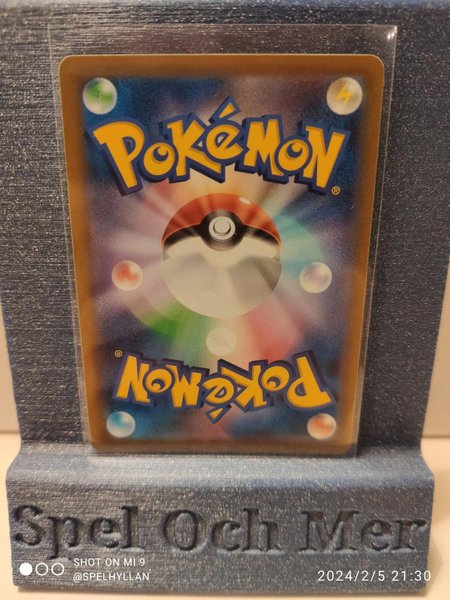 POKéMON®
POKéMON®
Spel Och Mer
SHOT ON MI 9
@SPELHYLLAN
2024/2/5 21:30